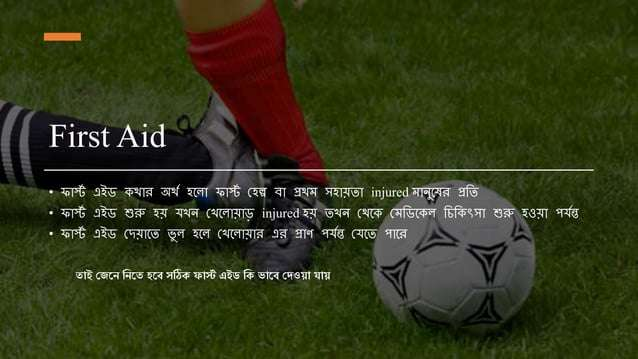 First Aid
• ফার্স্ট এইড কথার অর্থ হলো ফার্স্ট হেল্প বা প্রথম সহায়তা injured মানুষের প্রতি
• ফার্স্ট এইড শুরু হয় যখন খেলোয়াড় injured হয় তখন থেকে মেডিকেল চিকিৎসা শুরু হওয়া পর্যন্ত
• ফার্স্ট এইড দেয়াতে ভুল হলে খেলোয়ার এর প্রাণ পর্যন্ত যেতে পারে
তাই জেনে নিতে হবে সঠিক ফাস্ট এইড কি ভাবে দেওয়া যায়